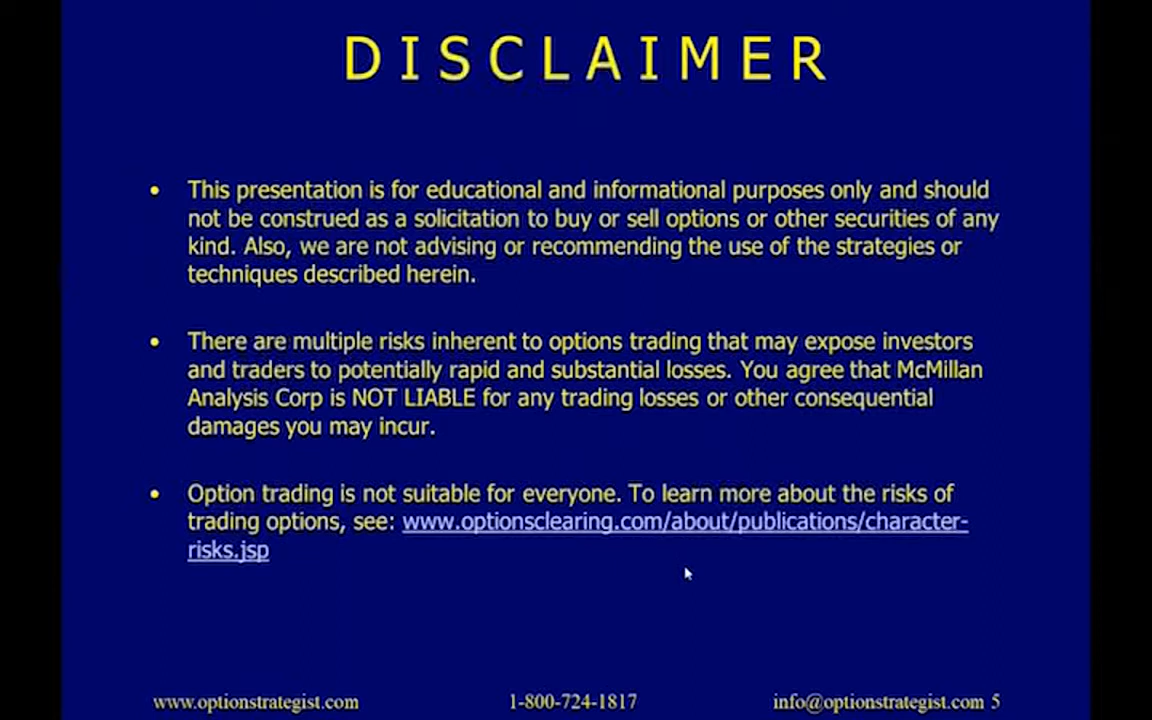 D I S C L A I M E R
• This presentation is for educational and informational purposes only and should
not be construed as a solicitation to buy or sell options or other securities of any
kind. Also, we are not advising or recommending the use of the strategies or
techniques described herein.
• There are multiple risks inherent to options trading that may expose investors
and traders to potentially rapid and substantial losses. You agree that McMillan
Analysis Corp is NOT LIABLE for any trading losses or other consequential
damages you may incur.
• Option trading is not suitable for everyone. To learn more about the risks of
trading options, see: www.optionsclearing.com/about/publications/character-
risks.jsp
www.optionstrategist.com 1-800-724-1817 info@optionstrategist.com 5